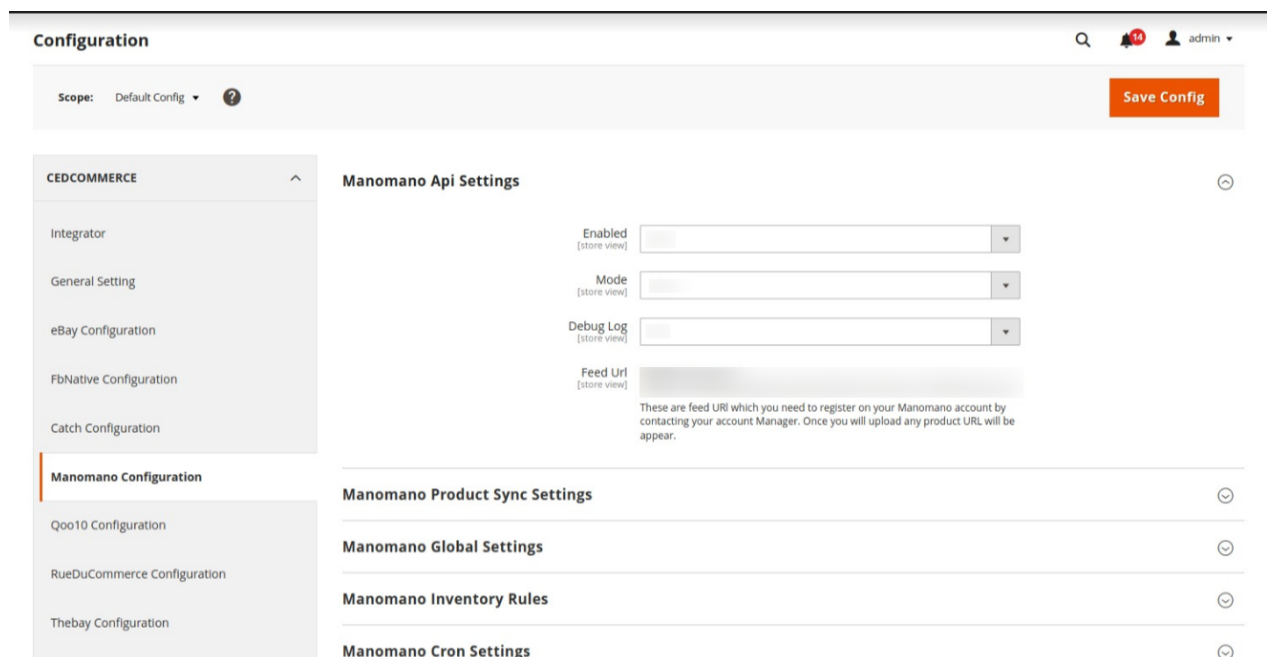 Configuration
14
admin
Scope: Default Config
?
Save Config
CEDCOMMERCE
Integrator
General Setting
eBay Configuration
FbNative Configuration
Catch Configuration
Manomano Configuration
Qoo10 Configuration
RueDuCommerce Configuration
Thebay Configuration
Manomano Api Settings
Enabled
[store view]
Mode
[store view]
Debug Log
[store view]
Feed Url
[store view]
These are feed URl which you need to register on your Manomano account by
contacting your account Manager. Once you will upload any product URL will be
appear.
Manomano Product Sync Settings
Manomano Global Settings
Manomano Inventory Rules
Manomano Cron Settings